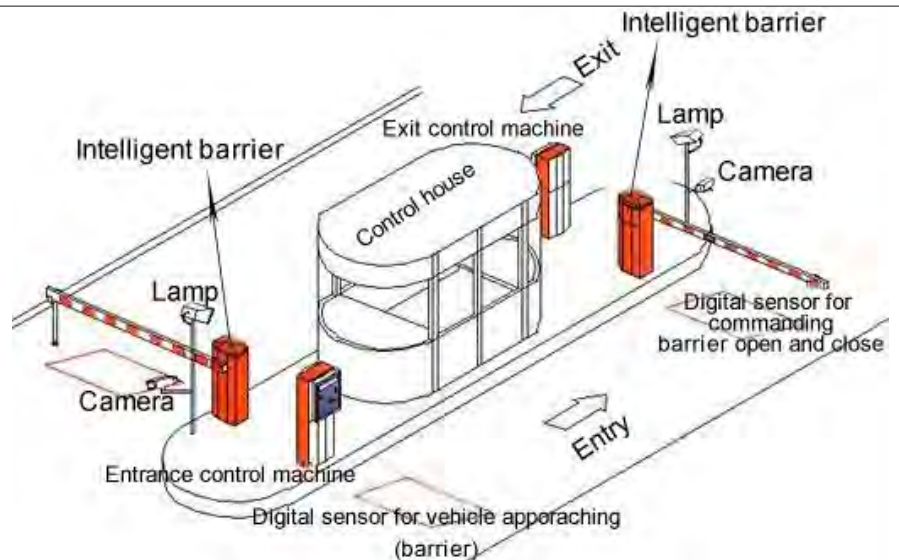 Intelligent barrier
Exit
Lamp
Exit control machine
Intelligent barrier
Camera
Control house
Lamp
Digital sensor for
commanding
barrier open and close
Camera
Entry
Entrance control machine
Digital sensor for vehicle apporaching
(barrier)